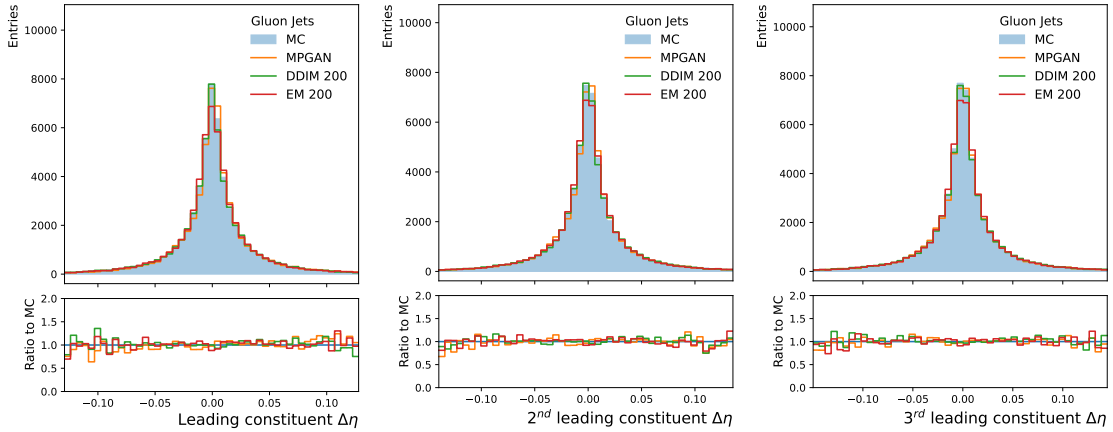 Entries
10000
8000
6000
4000
2000
0
Gluon Jets
MC
MPGAN
DDIM 200
EM 200
Ratio to MC
2.0
1.5
1.0
0.5
0.0
−0.10 −0.05 0.00 0.05 0.10
Leading constituent Δη
Entries
10000
8000
6000
4000
2000
0
Gluon Jets
MC
MPGAN
DDIM 200
EM 200
Ratio to MC
2.0
1.5
1.0
0.5
0.0
−0.10 −0.05 0.00 0.05 0.10
2nd leading constituent Δη
Entries
10000
8000
6000
4000
2000
0
Gluon Jets
MC
MPGAN
DDIM 200
EM 200
Ratio to MC
2.0
1.5
1.0
0.5
0.0
−0.10 −0.05 0.00 0.05 0.10
3rd leading constituent Δη